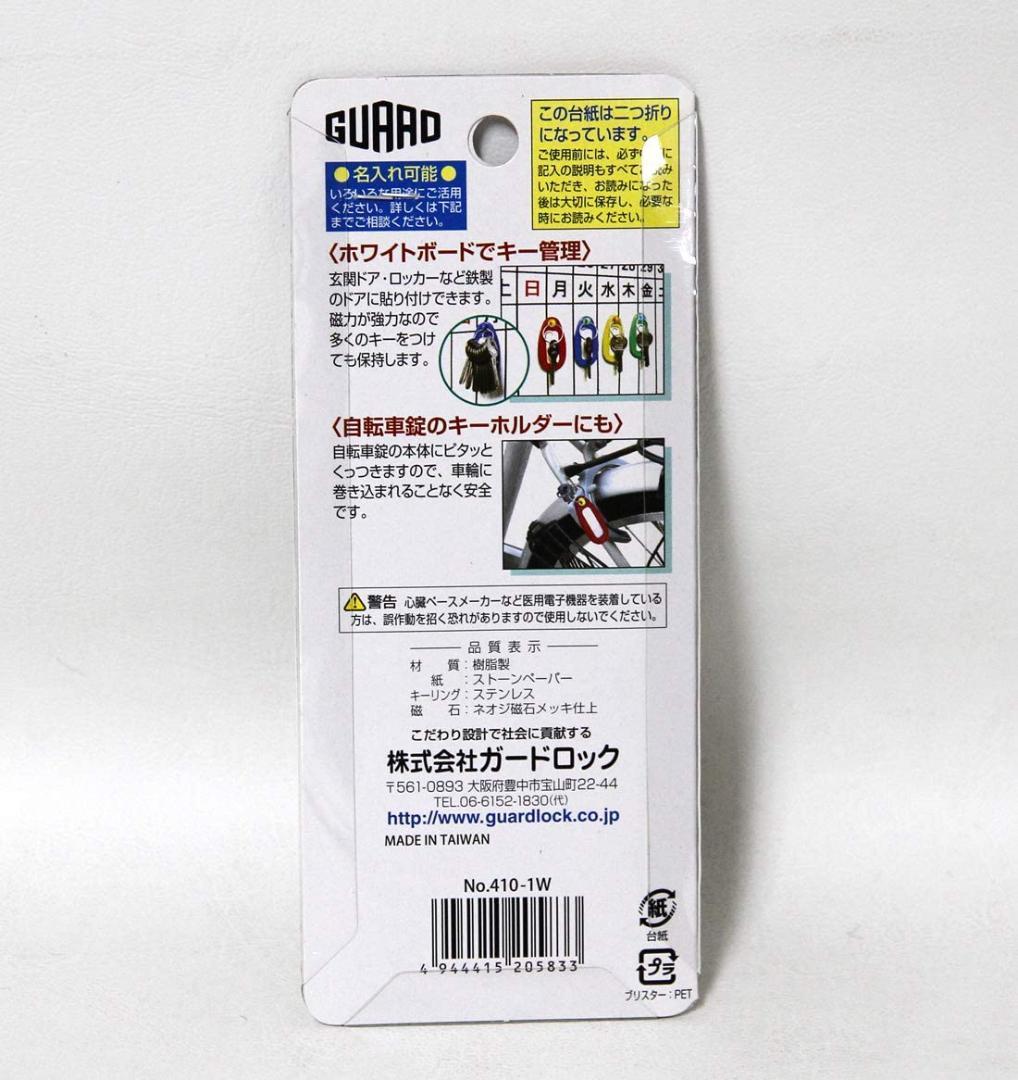 GUARD
●名入れ可能●
いろいろな用途にご活用
ください。詳しくは下記
までご相談ください。
この台紙は二つ折り
になっています。
ご使用前には、必ず に
記入の説明もすべてお読み
いただき、お読みになった
後は大切に保存し、必要な
時にお読みください。
〈ホワイトボードでキー管理〉
玄関ドア・ロッカーなど鉄製
のドアに貼り付けできます。
磁力が強力なので
多くのキーをつけ
ても保持します。
27 28 29 3
土 日 月 火 水 木 金 土
〈自転車錠のキーホルダーにも〉
自転車錠の本体にピタッと
くっつきますので、車輪に
巻き込まれることなく安全
です。
警告 心臓ペースメーカーなど医用電子機器を装着している
方は、誤作動を招く恐れがありますので使用しないでください。
品質表示
材 質：樹脂製
紙 ：ストーンペーパー
キーリング：ステンレス
磁 石：ネオジ磁石メッキ仕上
こだわり設計で社会に貢献する
株式会社ガードロック
〒561-0893 大阪府豊中市宝山町22-44
TEL.06-6152-1830(代)
http://www.guardlock.co.jp
MADE IN TAIWAN
No.410-1W
4 944415 205833
紙
台紙
プラ
ブリスター：PET